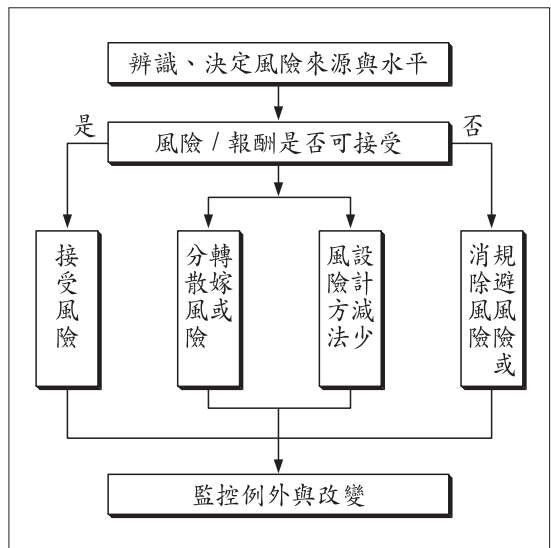 辨識、決定風險來源與水平
是
風險/報酬是否可接受
否
接受風險
轉嫁或
分散風險
設計減少
風險方法
規避風險或
消除風險
監控例外與改變